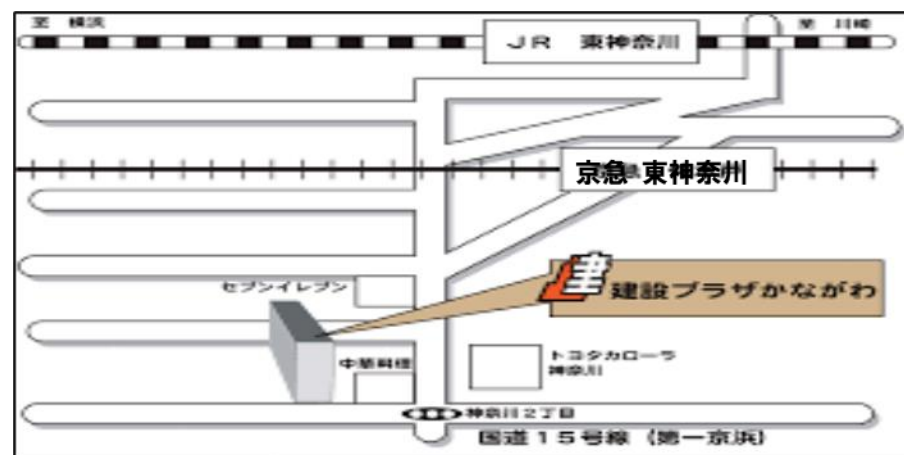 至 横浜
至 川崎
JR 東神奈川
京急 東神奈川
セブンイレブン
建設プラザかながわ
中華料理
トヨタカローラ
神奈川
神奈川2丁目
国道15号線(第一京浜)